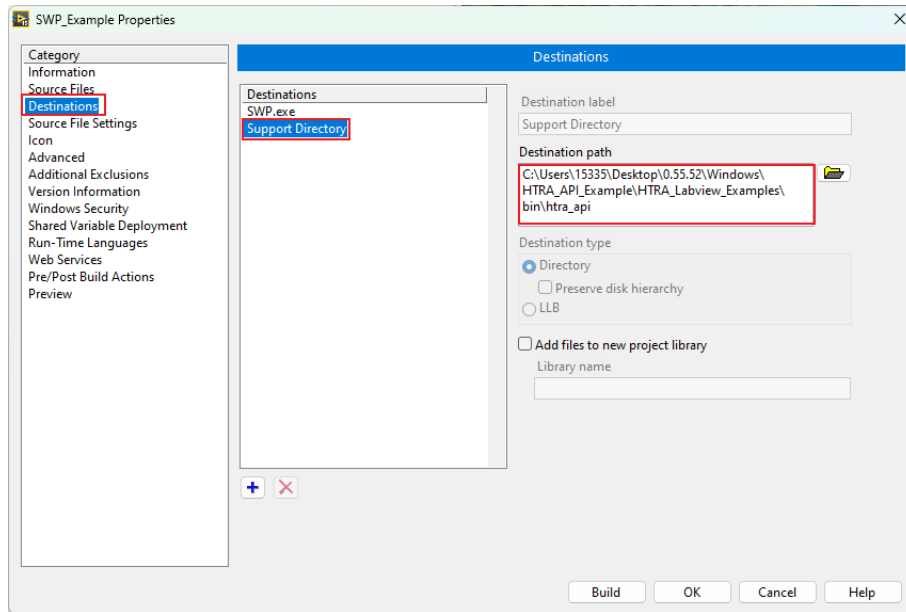 SWP_Example Properties
Category
Information
Source Files
Destinations
Source File Settings
Icon
Advanced
Additional Exclusions
Version Information
Windows Security
Shared Variable Deployment
Run-Time Languages
Web Services
Pre/Post Build Actions
Preview
Destinations
Destinations
SWP.exe
Support Directory
Destination label
Support Directory
Destination path
C:\Users\15335\Desktop\0.55.52\Windows\
HTRA_API_Example\HTRA_Labview_Examples\
bin\htra_api
Destination type
Directory
Preserve disk hierarchy
LLB
Add files to new project library
Library name
Build
OK
Cancel
Help